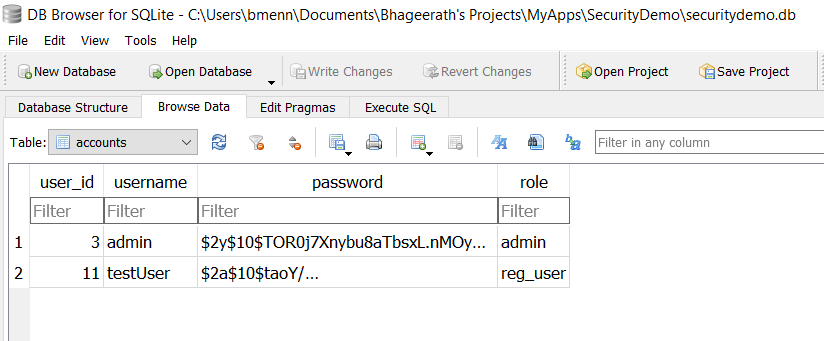 DB Browser for SQLite - C:\Users\bmenn\Documents\Bhageerath's Projects\MyApps\SecurityDemo\securitydemo.db
File Edit View Tools Help
New Database Open Database Write Changes Revert Changes Open Project Save Project
Database Structure Browse Data Edit Pragmas Execute SQL
Table: accounts Filter in any column
user_id username password role
Filter Filter Filter Filter
1 3 admin $2y$10$TOR0j7Xnybu8aTbsxL.nMOy... admin
2 11 testUser $2a$10$taoY/... reg_user